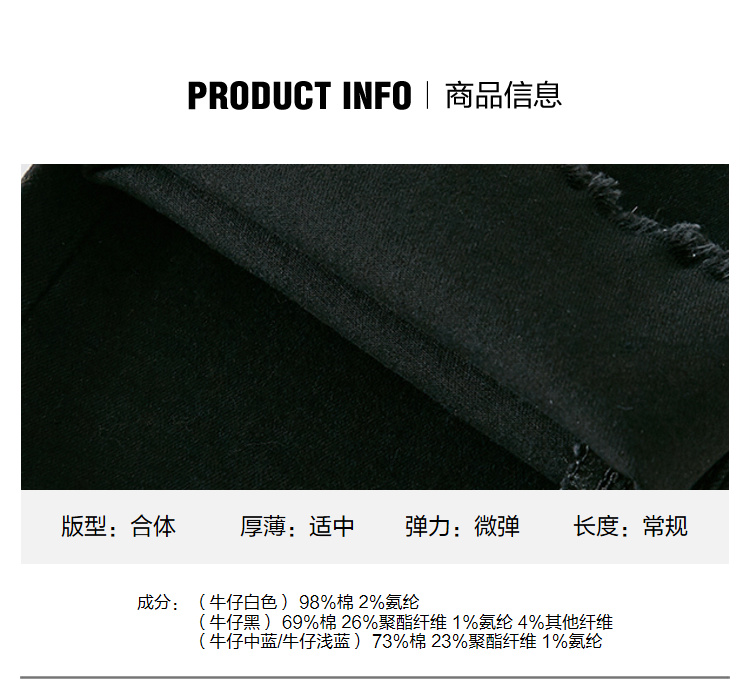 PRODUCT INFO | 商品信息
版型：合体 厚薄：适中 弹力：微弹 长度：常规
成分：（牛仔白色）98%棉 2%氨纶
（牛仔黑）69%棉 26%聚酯纤维 1%氨纶 4%其他纤维
（牛仔中蓝/牛仔浅蓝）73%棉 23%聚酯纤维 1%氨纶